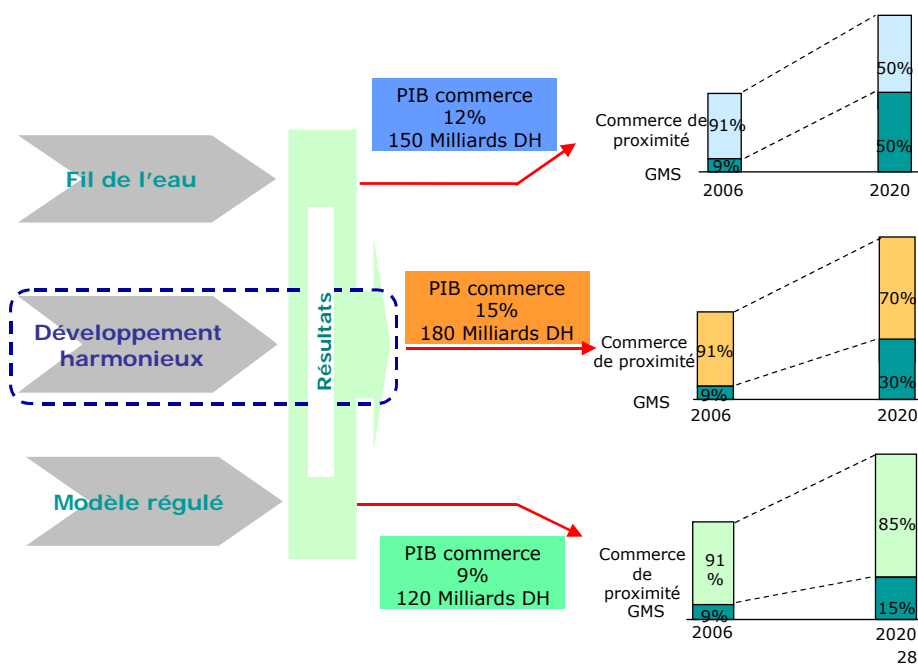 Fil de l'eau
PIB commerce
12%
150 Milliards DH
Commerce de
proximité
GMS
91%
9%
2006
50%
50%
2020
Développement
harmonieux
Résultats
PIB commerce
15%
180 Milliards DH
Commerce
de proximité
GMS
91%
9%
2006
70%
30%
2020
Modèle régulé
PIB commerce
9%
120 Milliards DH
Commerce
de
proximité
GMS
91
%
9%
2006
85%
15%
2020
28